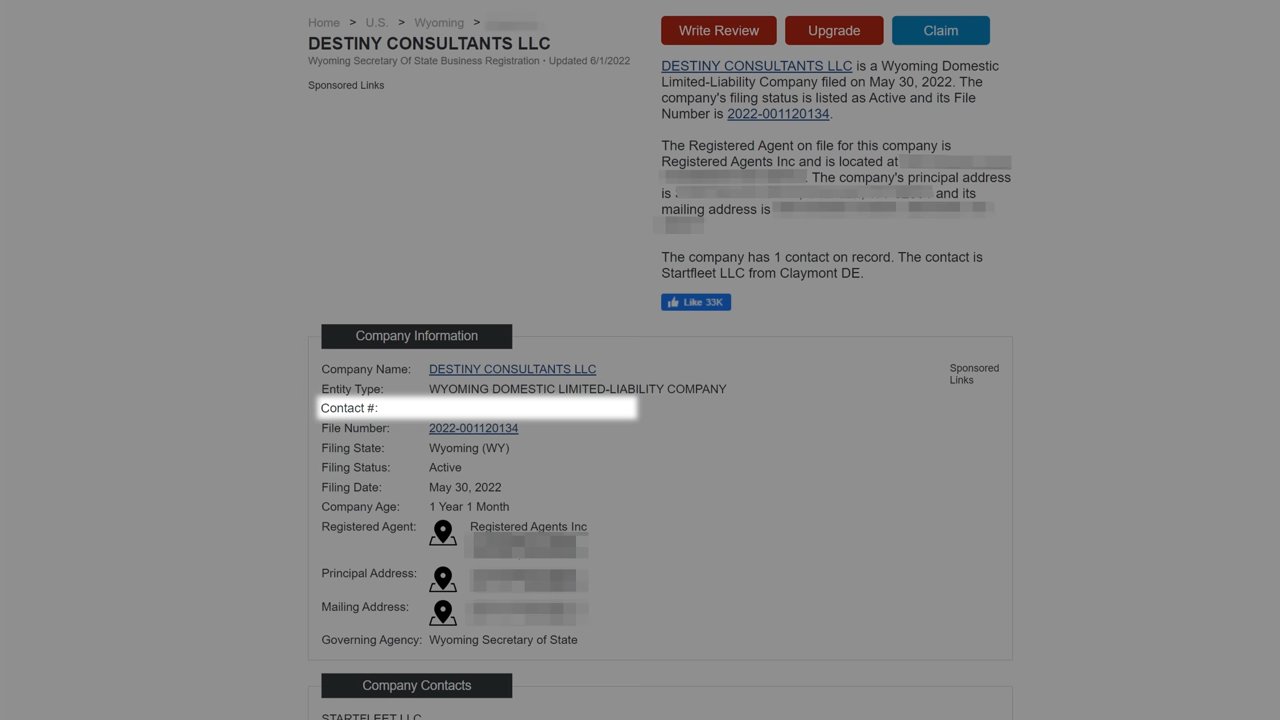 Home > U.S. > Wyoming >
DESTINY CONSULTANTS LLC
Wyoming Secretary Of State Business Registration · Updated 6/1/2022
Sponsored Links
Write Review
Upgrade
Claim
DESTINY CONSULTANTS LLC is a Wyoming Domestic
Limited-Liability Company filed on May 30, 2022. The
company's filing status is listed as Active and its File
Number is 2022-001120134.
The Registered Agent on file for this company is
Registered Agents Inc and is located at
. The company's principal address
is and its
mailing address is
The company has 1 contact on record. The contact is
Startfleet LLC from Claymont DE.
Like 33K
Company Information
Company Name: DESTINY CONSULTANTS LLC
Sponsored
Links
Entity Type: WYOMING DOMESTIC LIMITED-LIABILITY COMPANY
Contact #:
File Number: 2022-001120134
Filing State: Wyoming (WY)
Filing Status: Active
Filing Date: May 30, 2022
Company Age: 1 Year 1 Month
Registered Agent: Registered Agents Inc
Principal Address:
Mailing Address:
Governing Agency: Wyoming Secretary of State
Company Contacts
STARTFLEET LLC